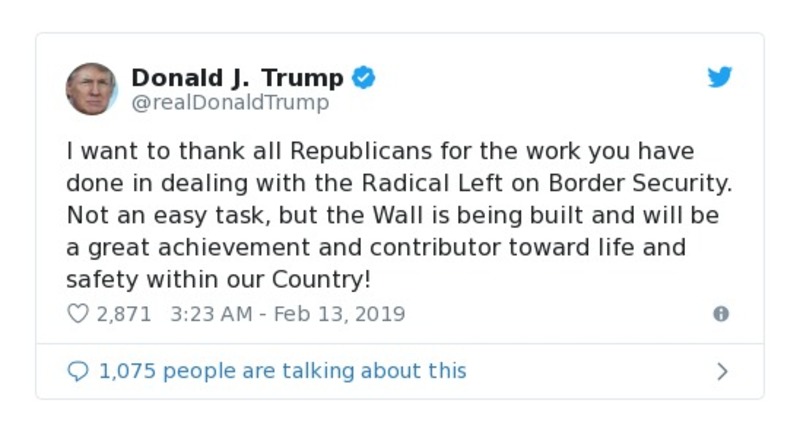 Donald J. Trump
@realDonaldTrump
I want to thank all Republicans for the work you have
done in dealing with the Radical Left on Border Security.
Not an easy task, but the Wall is being built and will be
a great achievement and contributor toward life and
safety within our Country!
2,871 3:23 AM - Feb 13, 2019
1,075 people are talking about this